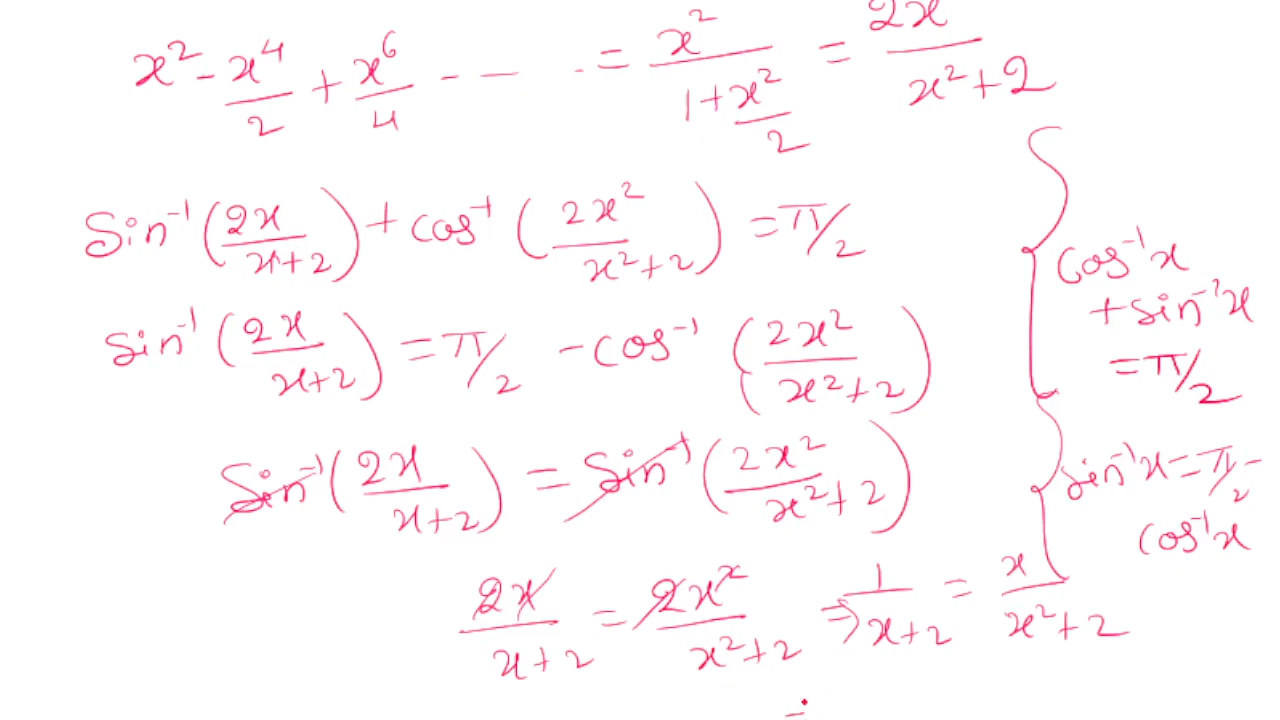 x² - x⁴/2 + x⁶/4 - - - . = x²/(1+x²/2) = 2x/(x²+2)
Sin⁻¹(2x/(x+2)) + cos⁻¹(2x²/(x²+2)) = π/2
Sin⁻¹(2x/(x+2)) = π/2 - cos⁻¹(2x²/(x²+2))
Sin⁻¹(2x/(x+2)) = Sin⁻¹(2x²/(x²+2))
2x/(x+2) = 2x²/(x²+2) ⇒ 1/(x+2) = x/(x²+2)
=
cos⁻¹x
+ sin⁻¹x
= π/2
sin⁻¹x = π/2 -
cos⁻¹x